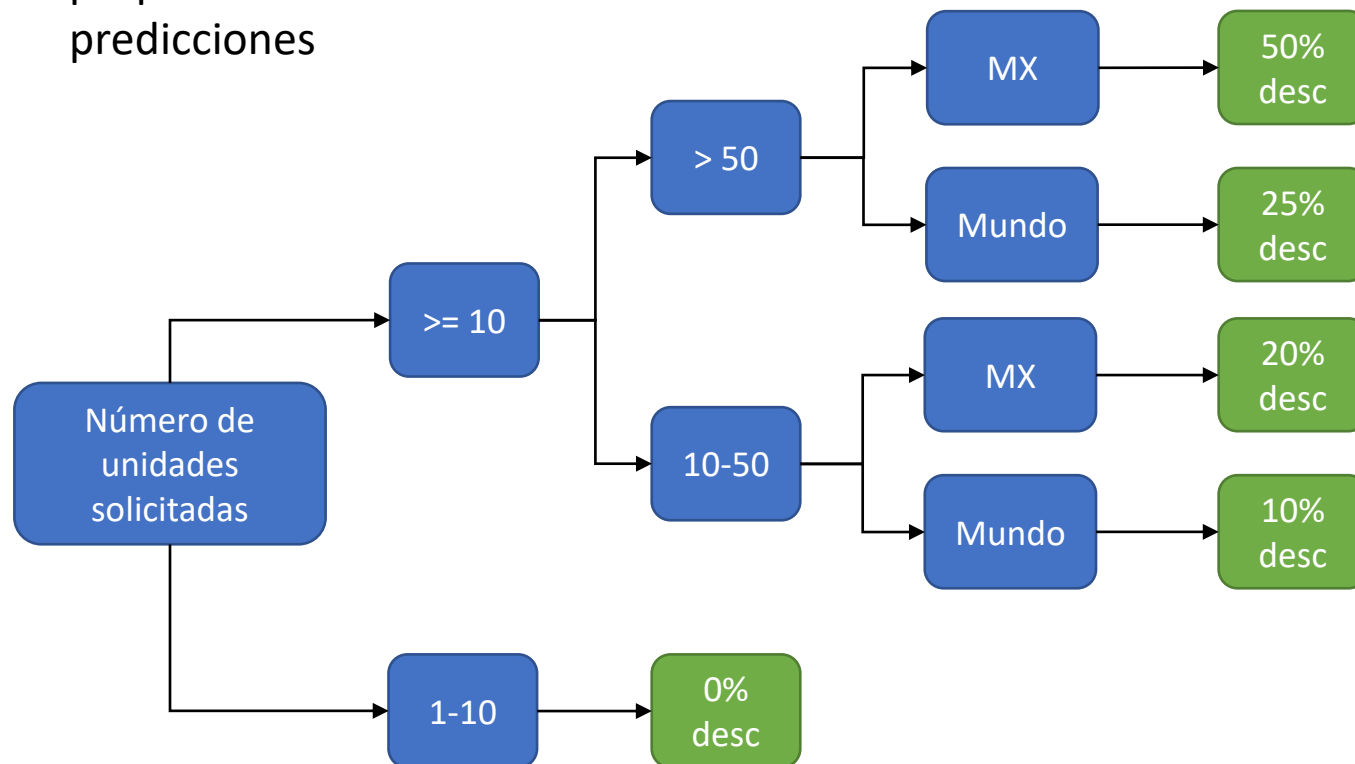 predicciones
MX
50%
desc
> 50
Mundo
25%
desc
>= 10
MX
20%
desc
Número de
unidades
solicitadas
10-50
Mundo
10%
desc
1-10
0%
desc